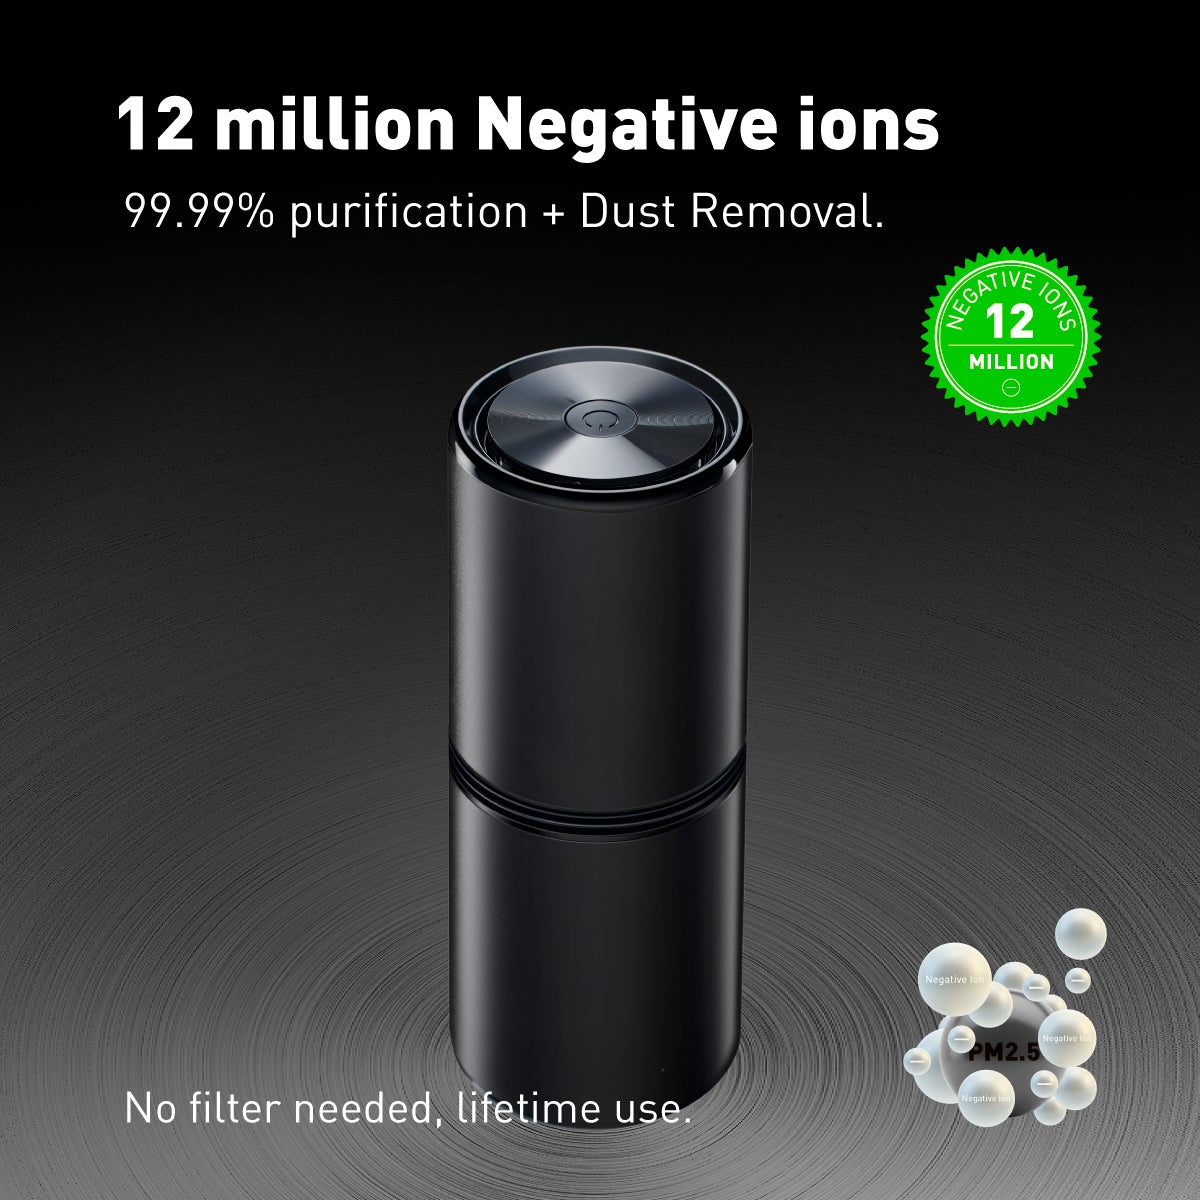 12 million Negative ions
99.99% purification + Dust Removal.
NEGATIVE IONS
12
MILLION
Negative Ion
PM2.5
Negative Ion
Negative Ion
No filter needed, lifetime use.